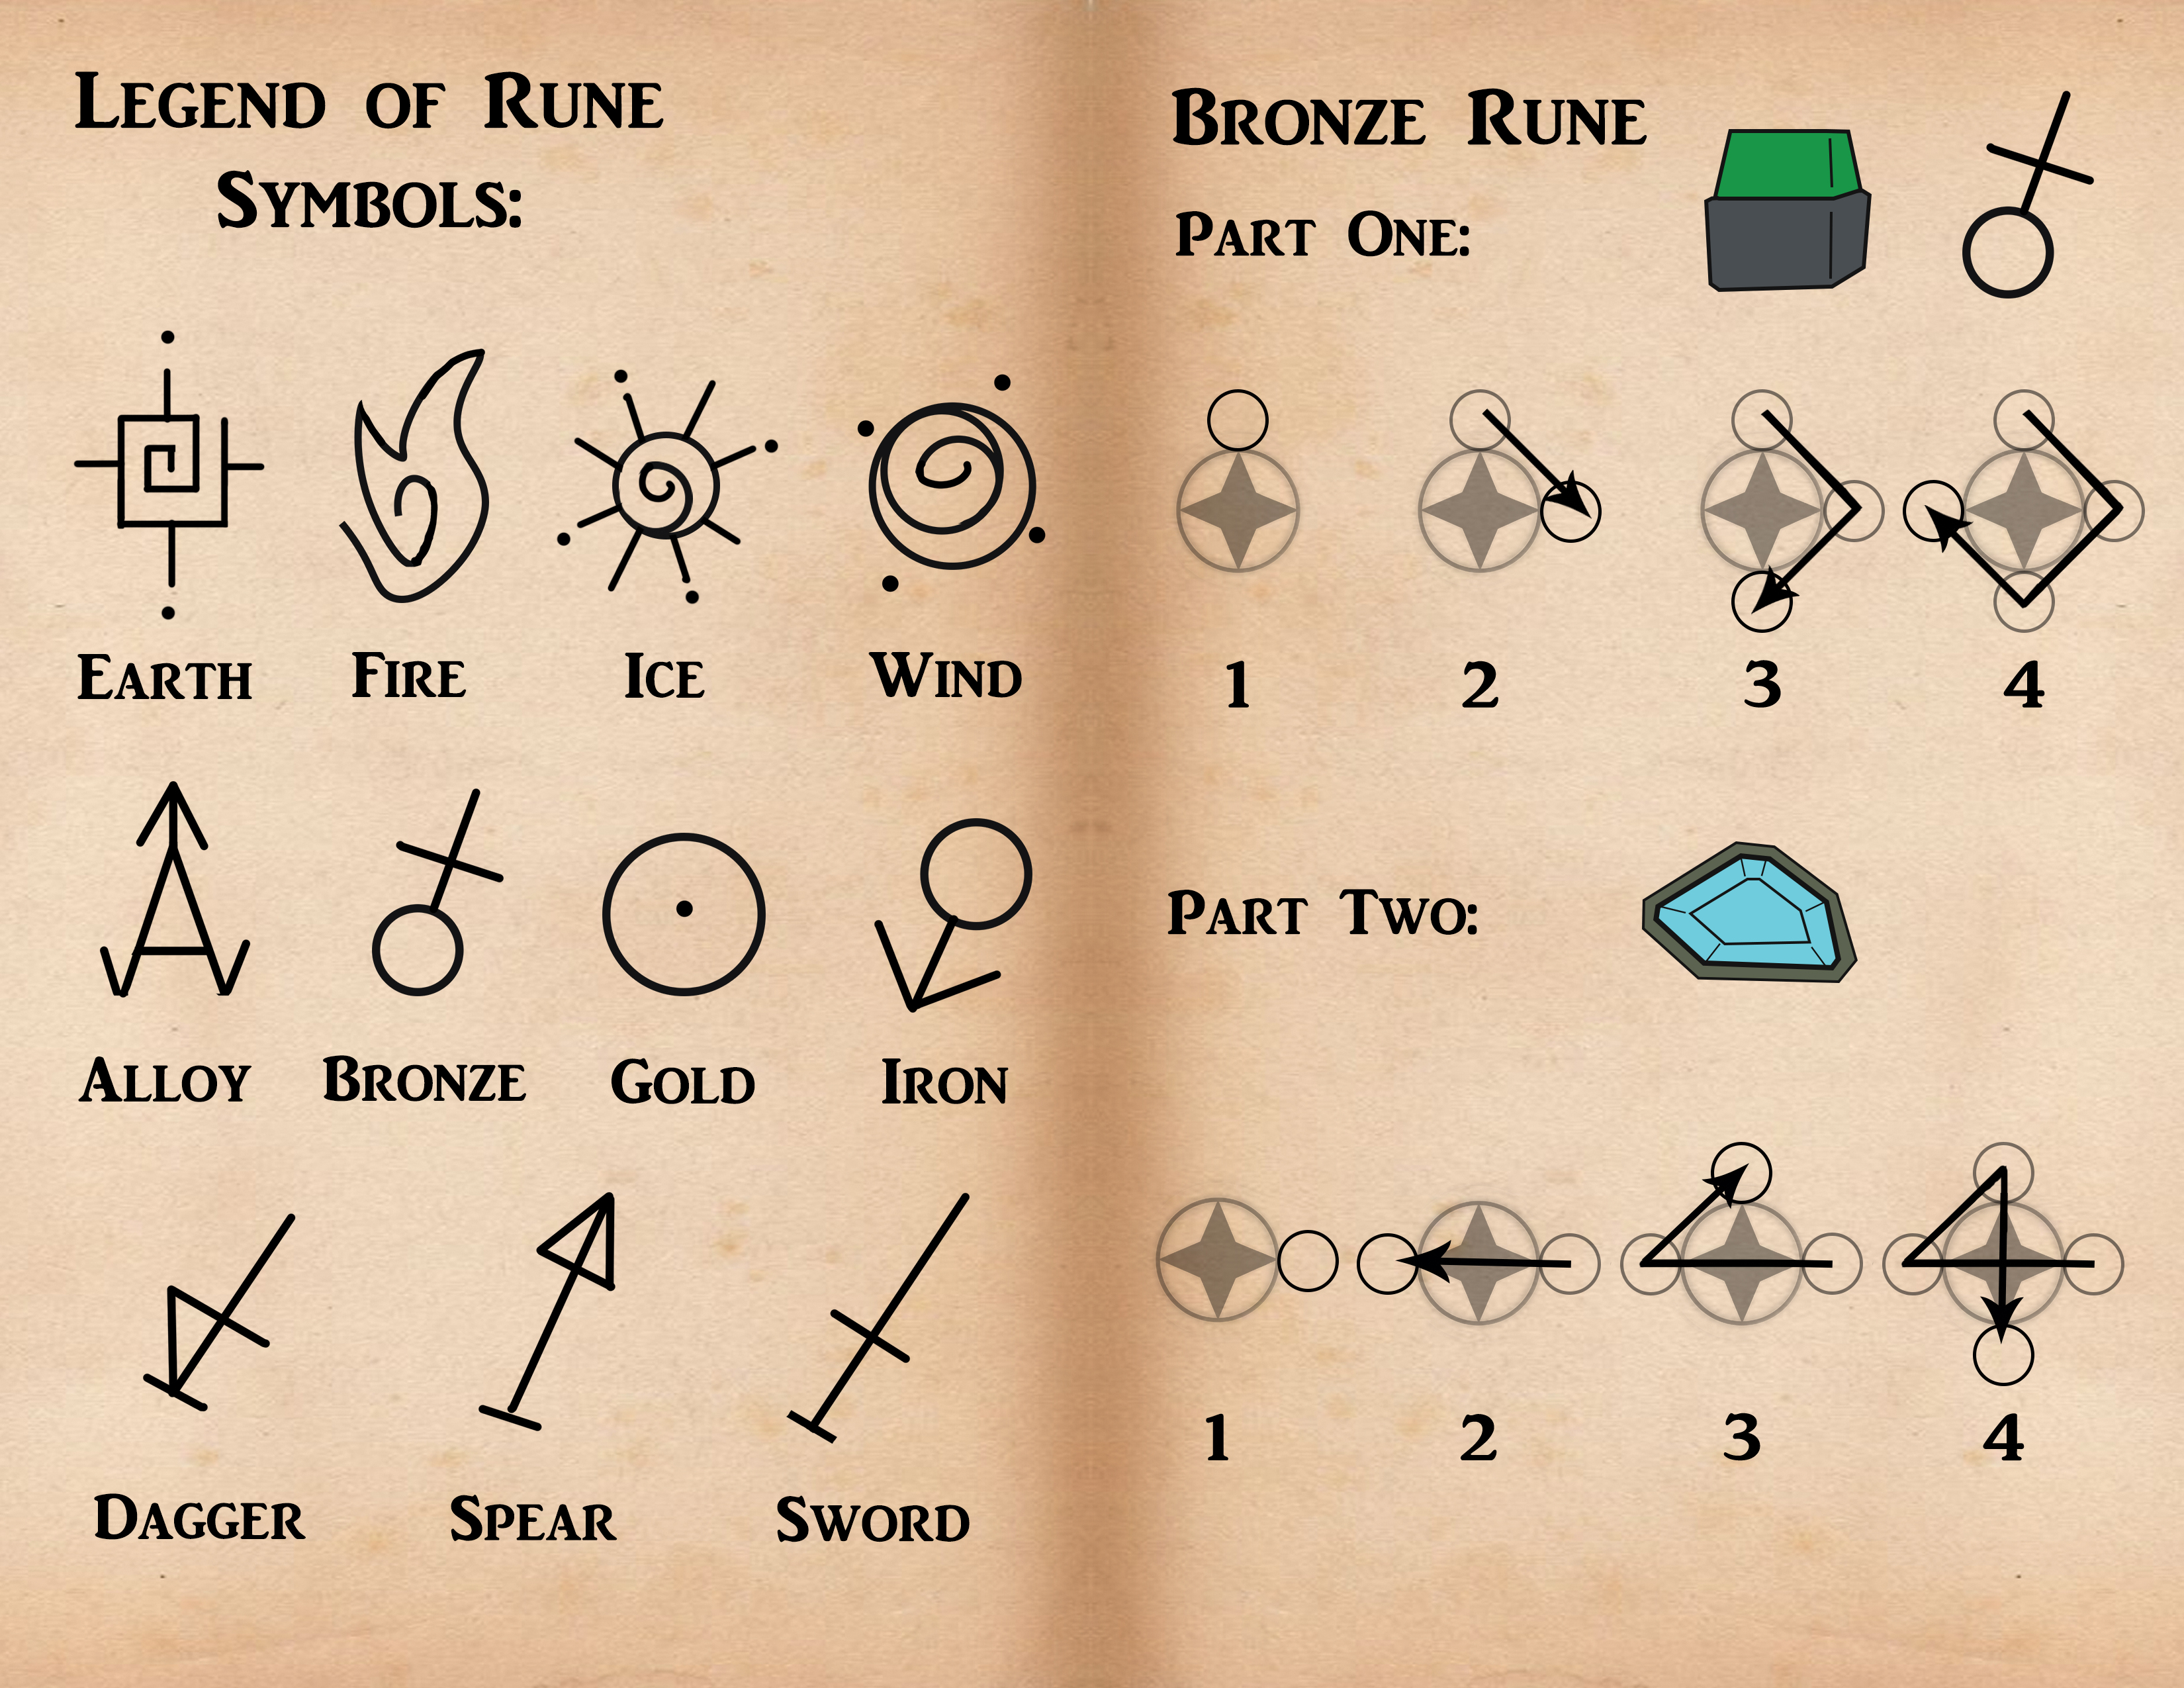 Legend of Rune
Symbols:
Earth Fire Ice Wind
Alloy Bronze Gold Iron
Dagger Spear Sword
Bronze Rune
Part One:
1 2 3 4
Part Two:
1 2 3 4